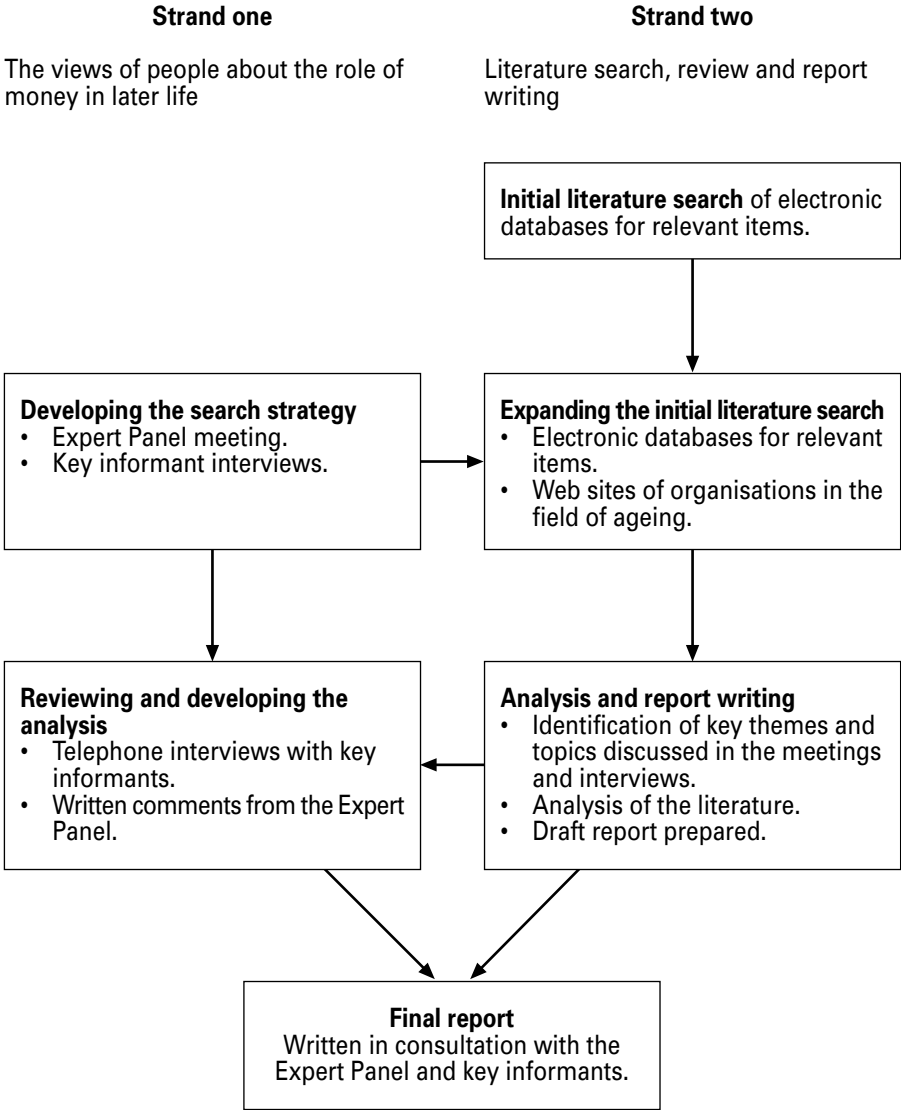 Strand one
The views of people about the role of
money in later life
Strand two
Literature search, review and report
writing
Initial literature search of electronic
databases for relevant items.
Developing the search strategy
• Expert Panel meeting.
• Key informant interviews.
Expanding the initial literature search
• Electronic databases for relevant
items.
• Web sites of organisations in the
field of ageing.
Reviewing and developing the
analysis
• Telephone interviews with key
informants.
• Written comments from the Expert
Panel.
Analysis and report writing
• Identification of key themes and
topics discussed in the meetings
and interviews.
• Analysis of the literature.
• Draft report prepared.
Final report
Written in consultation with the
Expert Panel and key informants.